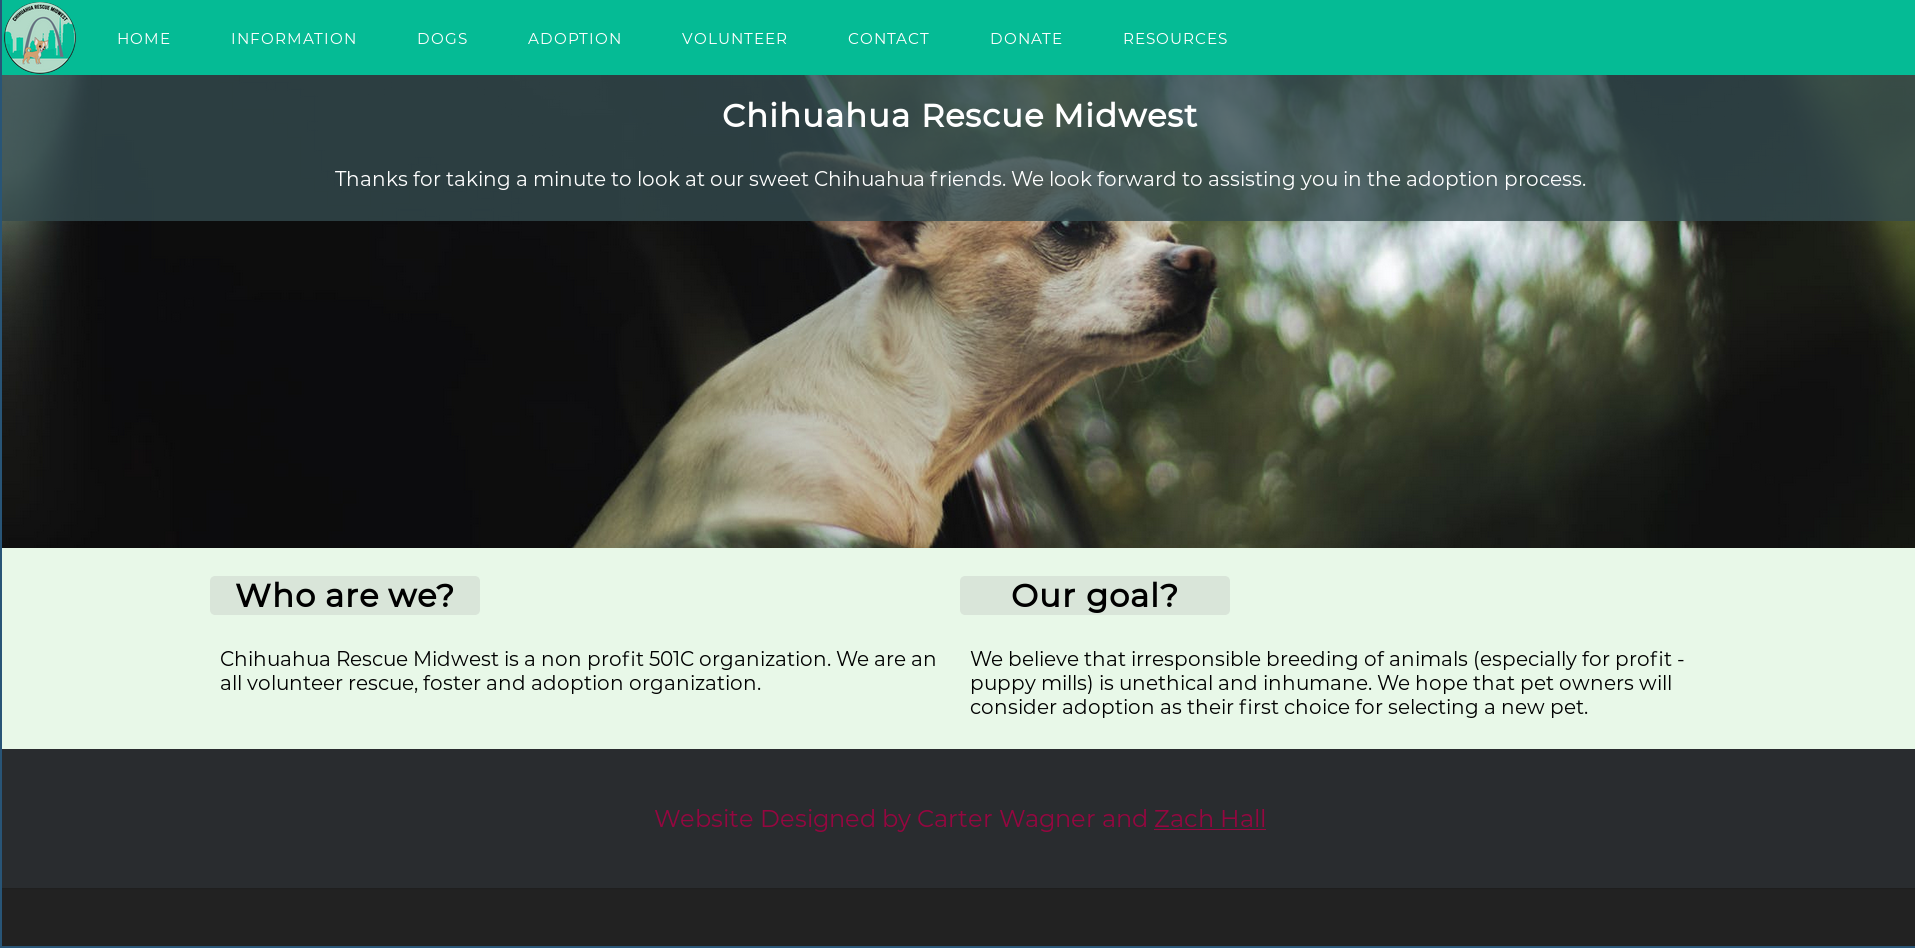 CHIHUAHUA RESCUE MIDWEST
HOME INFORMATION DOGS ADOPTION VOLUNTEER CONTACT DONATE RESOURCES
Chihuahua Rescue Midwest
Thanks for taking a minute to look at our sweet Chihuahua friends. We look forward to assisting you in the adoption process.
Who are we?
Chihuahua Rescue Midwest is a non profit 501C organization. We are an
all volunteer rescue, foster and adoption organization.
Our goal?
We believe that irresponsible breeding of animals (especially for profit -
puppy mills) is unethical and inhumane. We hope that pet owners will
consider adoption as their first choice for selecting a new pet.
Website Designed by Carter Wagner and Zach Hall